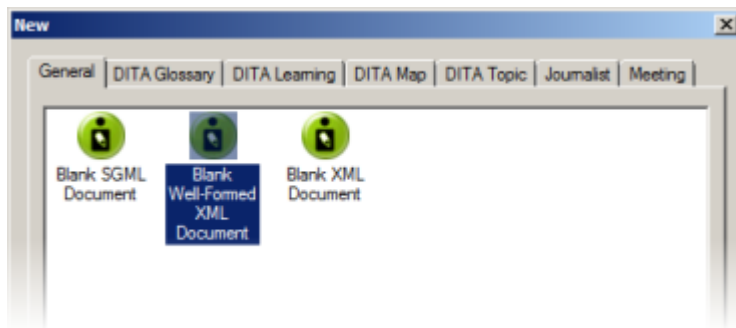 New
General DITA Glossary DITA Learning DITA Map DITA Topic Journalist Meeting
Blank SGML Document
Blank Well-Formed XML Document
Blank XML Document